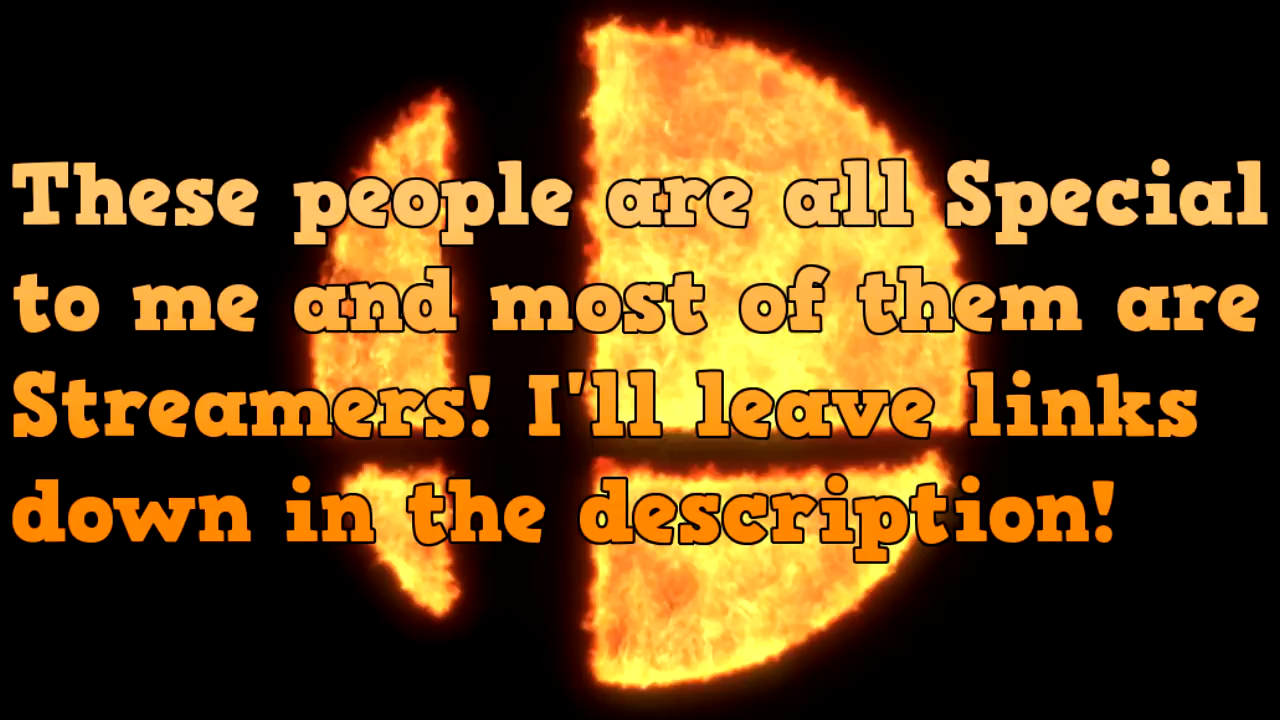 These people are all Special
to me and most of them are
Streamers! I'll leave links
down in the description!